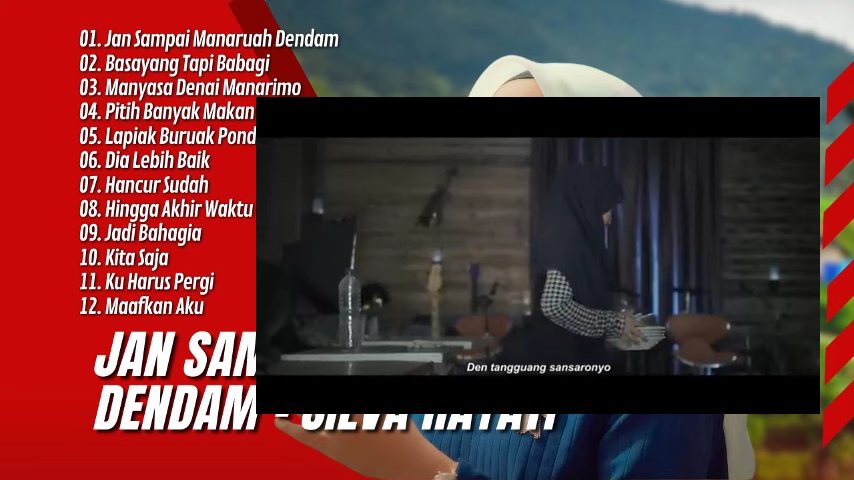 01. Jan Sampai Manaruah Dendam
02. Basayang Tapi Babagi
03. Manyasa Denai Manarimo
04. Pitih Banyak Makan
05. Lapiak Buruak
06. Dia Lebih Baik
07. Hancur Sudah
08. Hingga Akhir Waktu
09. Jadi Bahagia
10. Kita Saja
11. Ku Harus Pergi
12. Maafkan Aku
Den tangguang sansaronyo
JAN
DENDAM -